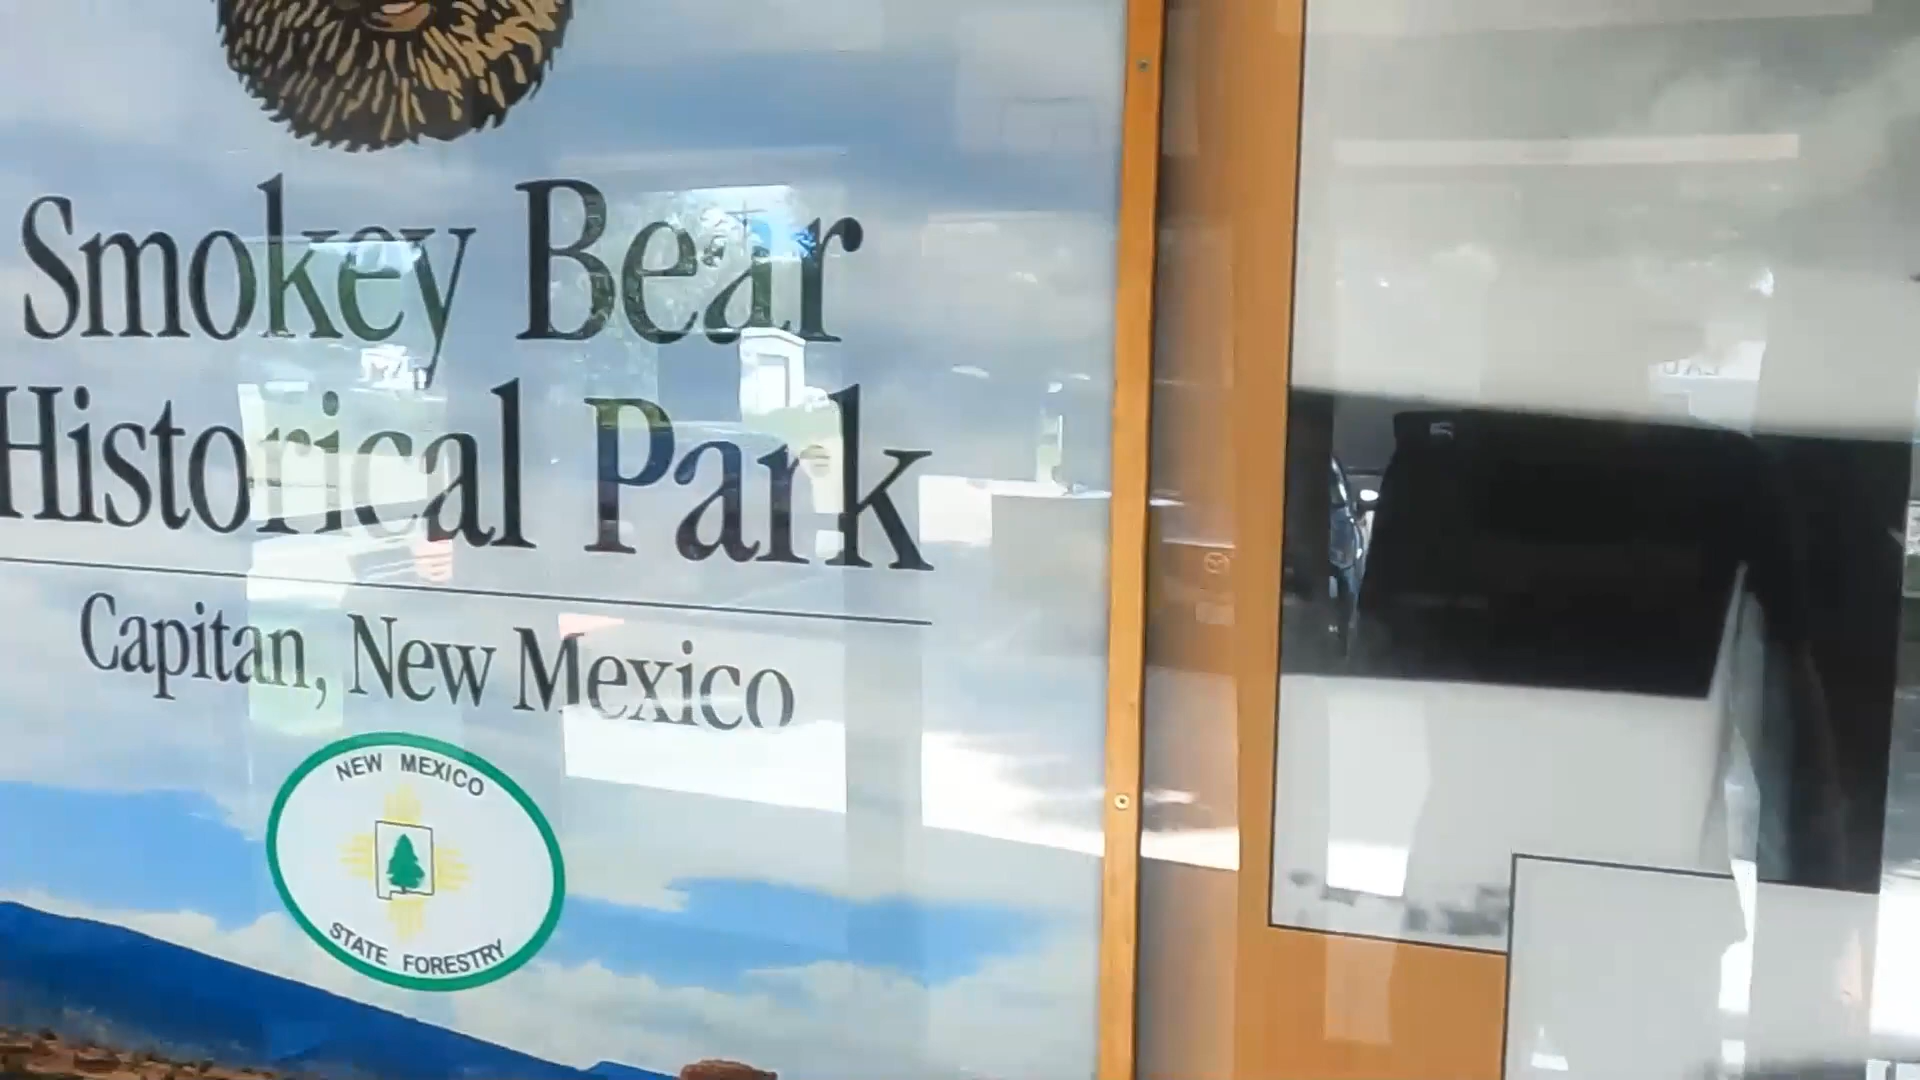 Smokey Bear
Historical Park
Capitan, New Mexico
NEW MEXICO
STATE FORESTRY